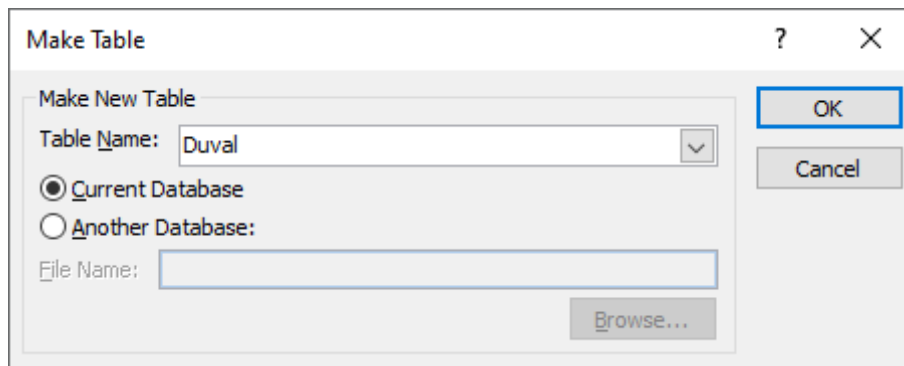 Make Table ?
Make New Table
Table Name: Duval
OK
Current Database
Cancel
Another Database:
File Name:
Browse...